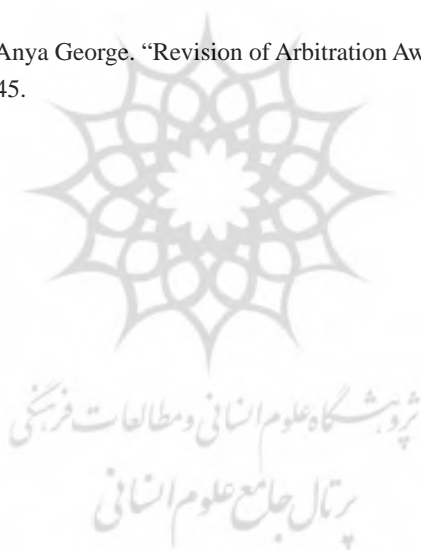 Anya George. “Revision of Arbitration Aw
45.
پژوهشگاه علوم انسانی و مطالعات فرهنگی
پرتال جامع علوم انسانی